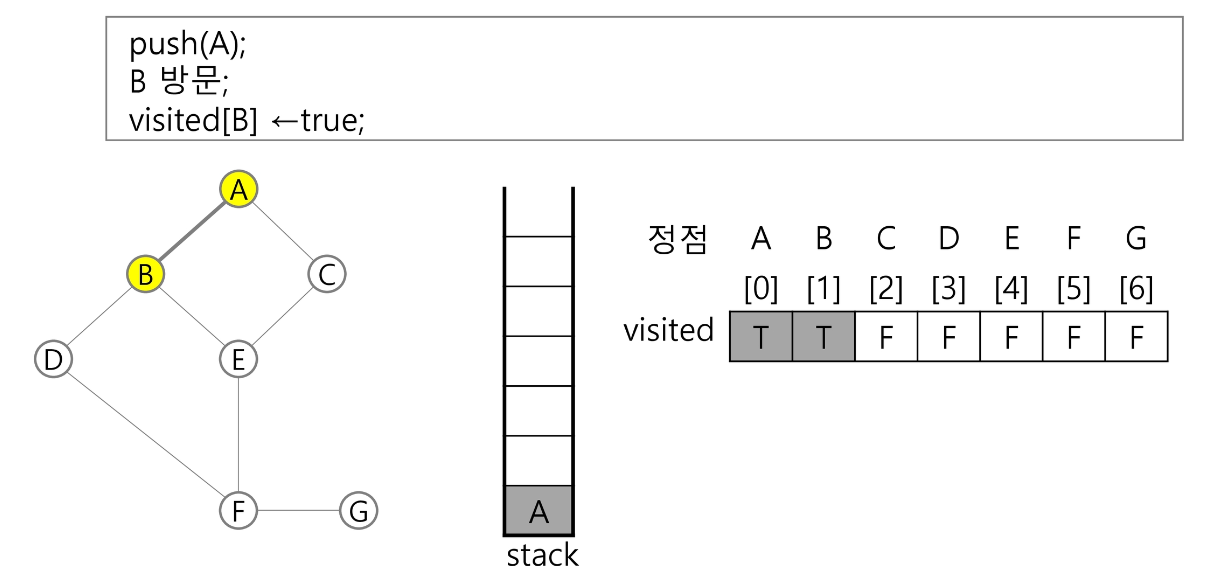 push(A);
B 방문;
visited[B] ←true;
A
B
C
D
E
F
G
A
stack
정점 A B C D E F G
[0] [1] [2] [3] [4] [5] [6]
visited T T F F F F F